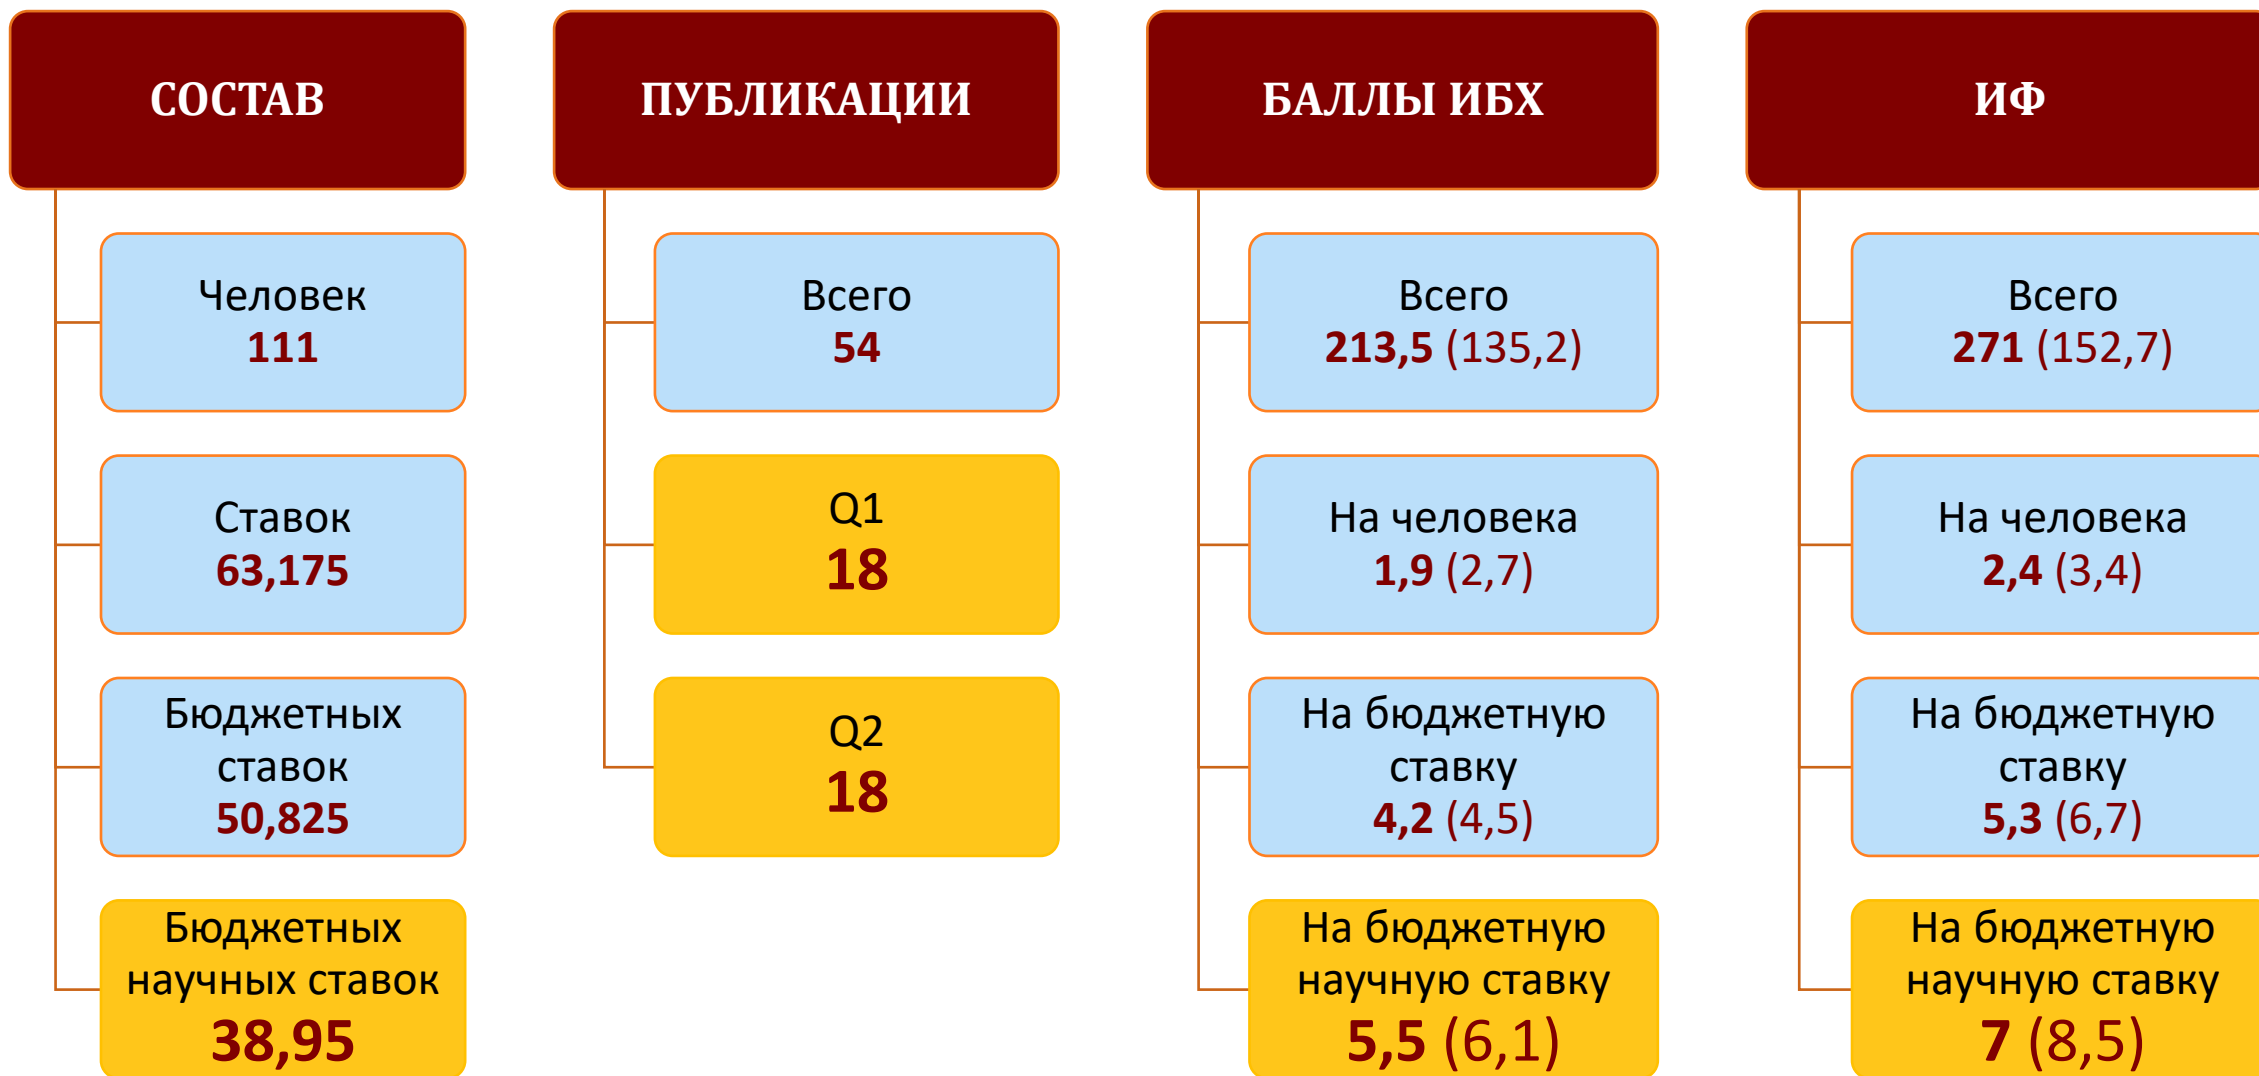 СОСТАВ
Человек
111
Ставок
63,175
Бюджетных
ставок
50,825
Бюджетных
научных ставок
38,95
ПУБЛИКАЦИИ
Всего
54
Q1
18
Q2
18
БАЛЛЫ ИБХ
Всего
213,5 (135,2)
На человека
1,9 (2,7)
На бюджетную
ставку
4,2 (4,5)
На бюджетную
научную ставку
5,5 (6,1)
ИФ
Всего
271 (152,7)
На человека
2,4 (3,4)
На бюджетную
ставку
5,3 (6,7)
На бюджетную
научную ставку
7 (8,5)